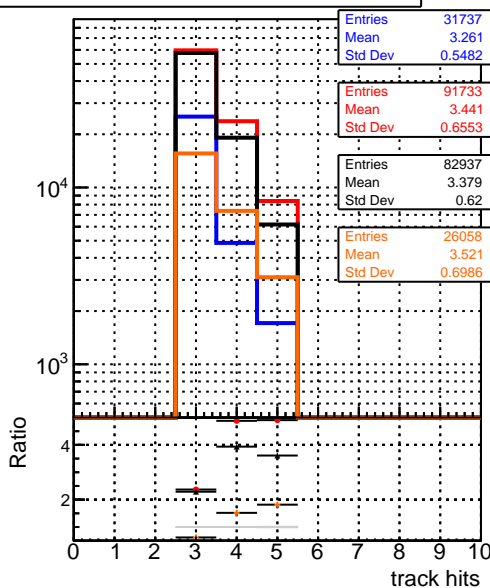 Entries 31737
Mean 3.261
Std Dev 0.5482
Entries 91733
Mean 3.441
Std Dev 0.6553
Entries 82937
Mean 3.379
Std Dev 0.62
Entries 26058
Mean 3.521
Std Dev 0.6986
10⁴
10³
Ratio
4
2
0 1 2 3 4 5 6 7 8 9 10
track hits